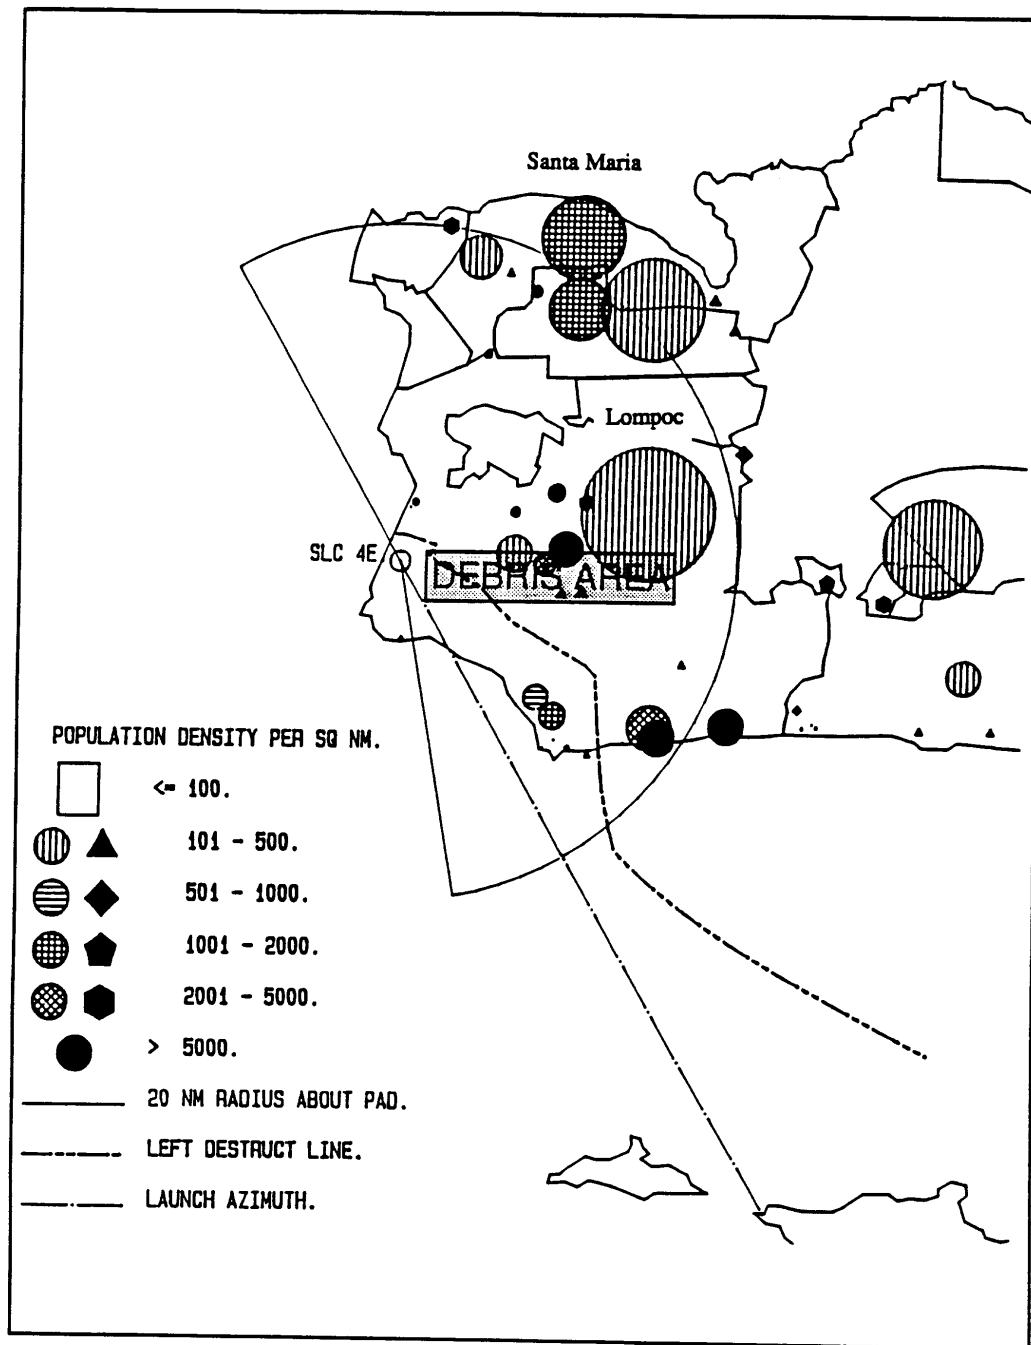 Santa Maria
Lompoc
SLC 4E
DEBRIS AREA
POPULATION DENSITY PER SQ NM.
<= 100.
101 - 500.
501 - 1000.
1001 - 2000.
2001 - 5000.
> 5000.
20 NM RADIUS ABOUT PAD.
LEFT DESTRUCT LINE.
LAUNCH AZIMUTH.